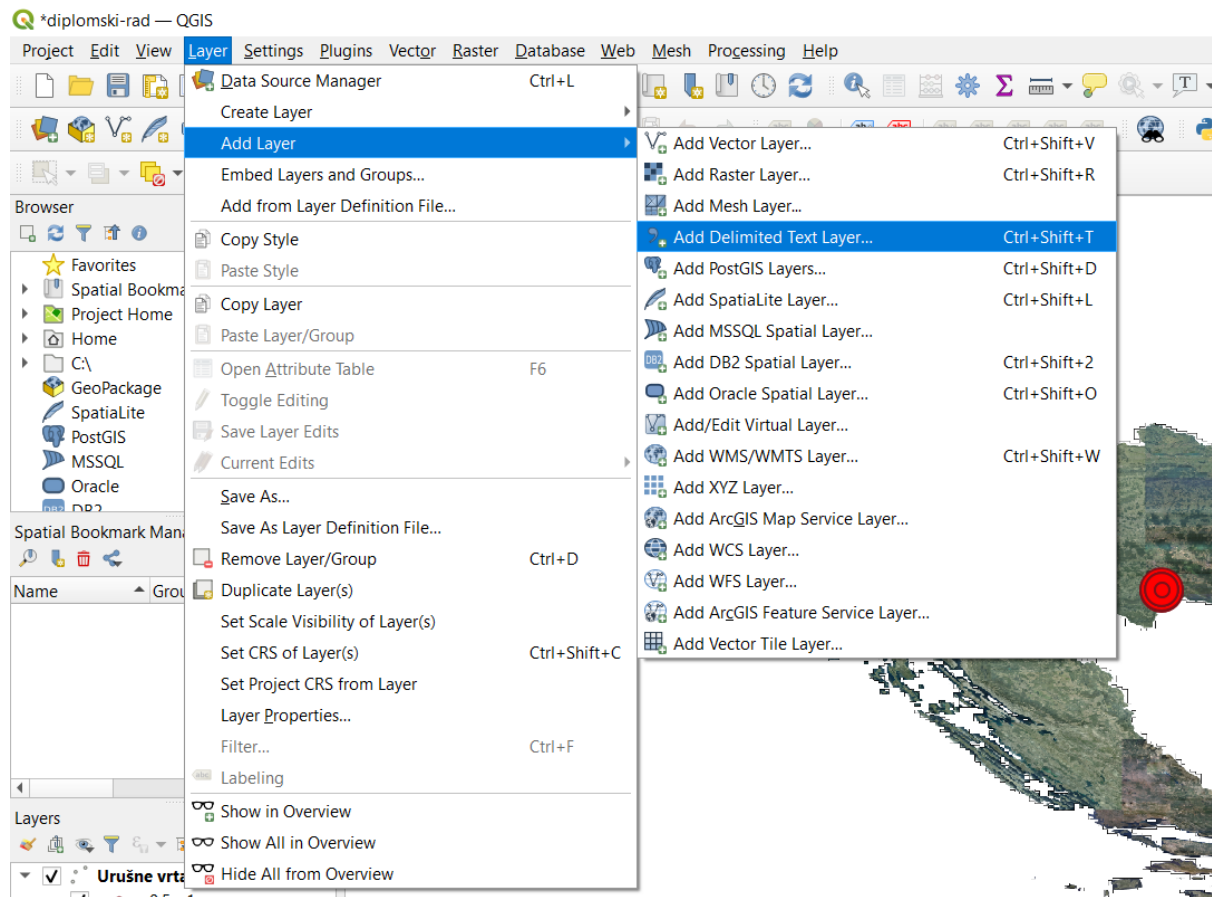 *diplomski-rad — QGIS
Project Edit View Layer Settings Plugins Vector Raster Database Web Mesh Processing Help
Data Source Manager Ctrl+L
Create Layer
Add Layer
Embed Layers and Groups...
Add from Layer Definition File...
Copy Style
Paste Style
Copy Layer
Paste Layer/Group
Open Attribute Table F6
Toggle Editing
Save Layer Edits
Current Edits
Save As...
Save As Layer Definition File...
Remove Layer/Group Ctrl+D
Duplicate Layer(s)
Set Scale Visibility of Layer(s)
Set CRS of Layer(s) Ctrl+Shift+C
Set Project CRS from Layer
Layer Properties...
Filter... Ctrl+F
Labeling
Show in Overview
Show All in Overview
Hide All from Overview
Add Vector Layer... Ctrl+Shift+V
Add Raster Layer... Ctrl+Shift+R
Add Mesh Layer...
Add Delimited Text Layer... Ctrl+Shift+T
Add PostGIS Layers... Ctrl+Shift+D
Add SpatiaLite Layer... Ctrl+Shift+L
Add MSSQL Spatial Layer...
Add DB2 Spatial Layer... Ctrl+Shift+2
Add Oracle Spatial Layer... Ctrl+Shift+O
Add/Edit Virtual Layer...
Add WMS/WMTS Layer... Ctrl+Shift+W
Add XYZ Layer...
Add ArcGIS Map Service Layer...
Add WCS Layer...
Add WFS Layer...
Add ArcGIS Feature Service Layer...
Add Vector Tile Layer...
Browser
Favorites
Spatial Bookma
Project Home
Home
C:\
GeoPackage
SpatiaLite
PostGIS
MSSQL
Oracle
DB2
Spatial Bookmark Man
Name Grou
Layers
Urušne vrta